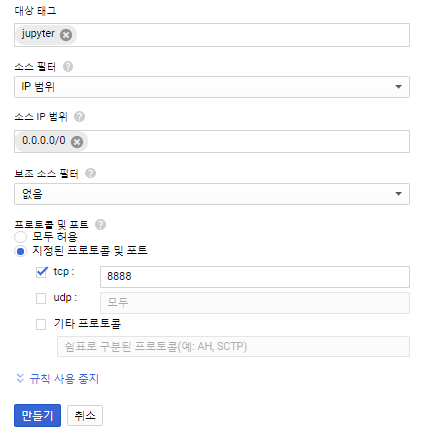 대상 태그
jupyter
소스 필터
IP 범위
소스 IP 범위
0.0.0.0/0
보조 소스 필터
없음
프로토콜 및 포트
모두 허용
지정된 프로토콜 및 포트
tcp : 8888
udp : 모두
기타 프로토콜
쉼표로 구분된 프로토콜(예: AH, SCTP)
규칙 사용 중지
만들기 취소